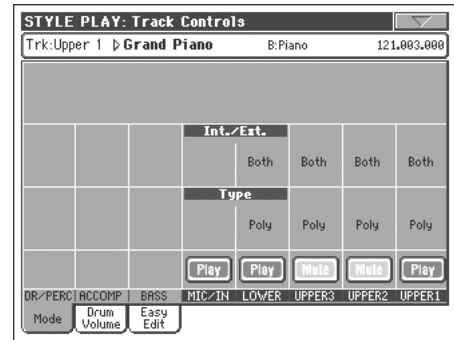 STYLE PLAY: Track Controls
Trk:Upper 1 Grand Piano B:Piano 121.003.000
Int./Ext.
Both Both Both Both
Type
Poly Poly Poly Poly
Play Play Mute Mute Play
DR/PERC ACCOMP BASS MIC/IN LOWER UPPER3 UPPER2 UPPER1
Mode Drum Volume Easy Edit